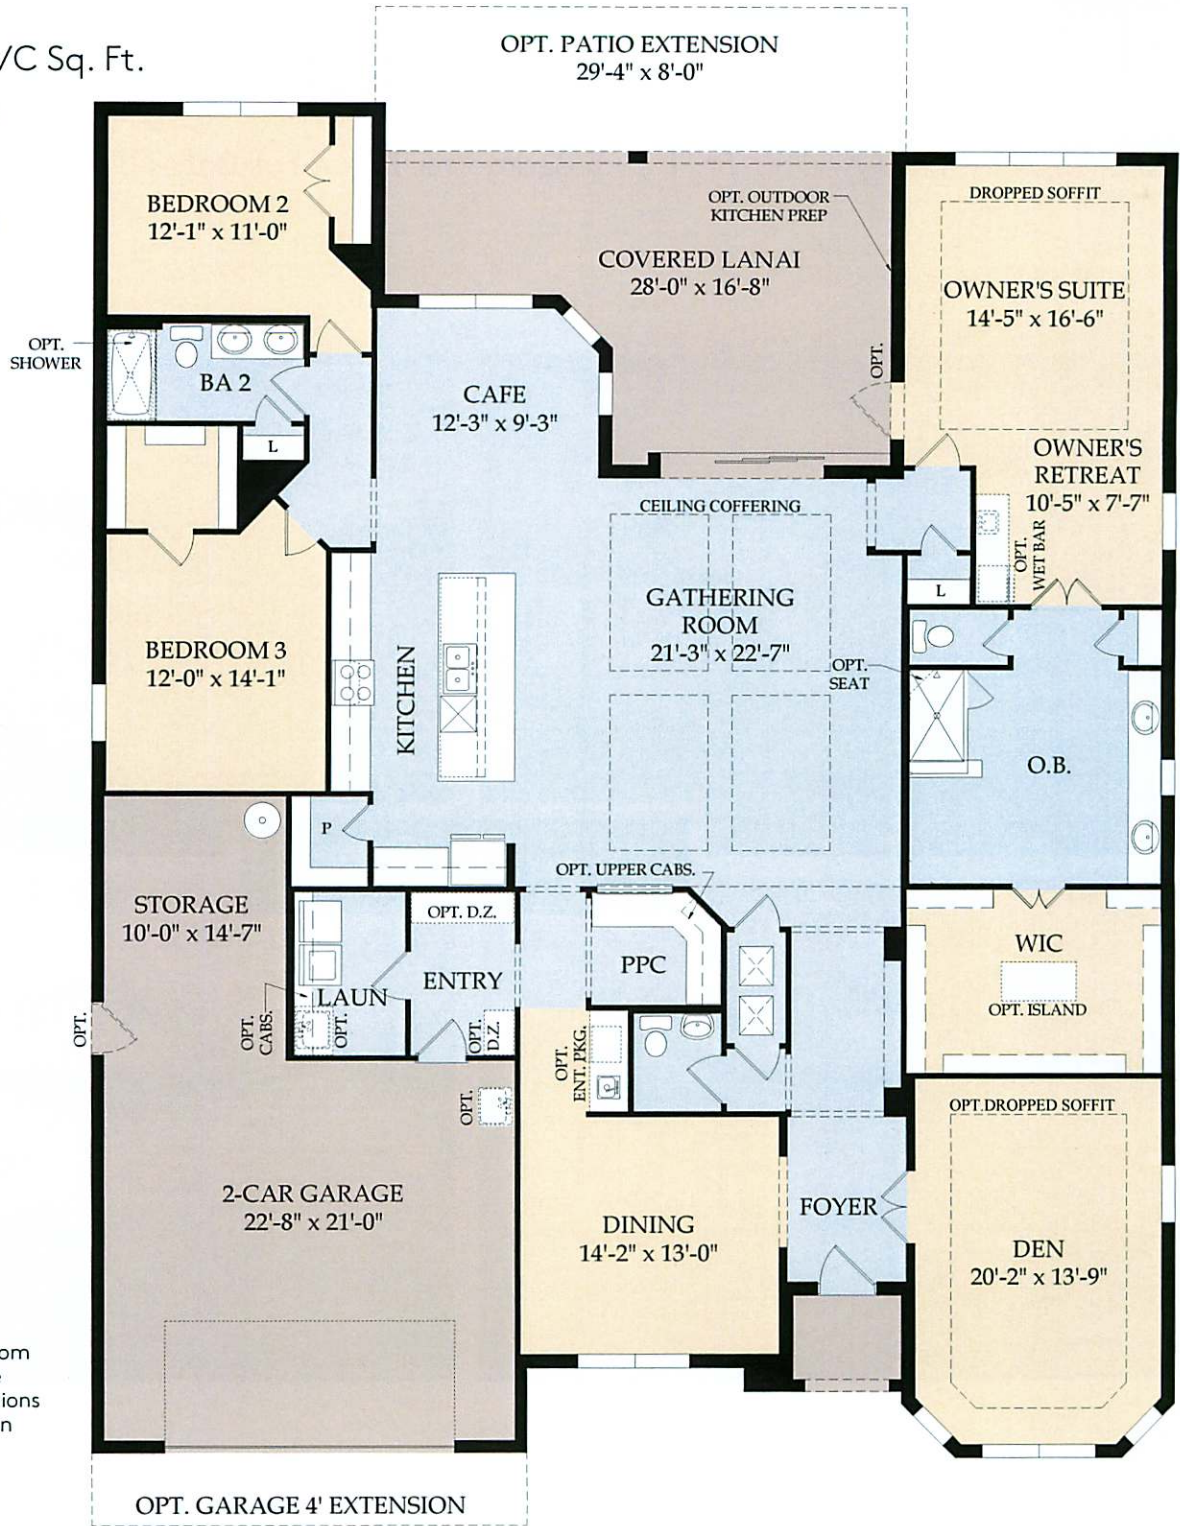 /C Sq. Ft.
OPT. PATIO EXTENSION
29'-4" x 8'-0"
BEDROOM 2
12'-1" x 11'-0"
OPT. OUTDOOR
KITCHEN PREP
COVERED LANAI
28'-0" x 16'-8"
DROPPED SOFFIT
OWNER'S SUITE
14'-5" x 16'-6"
OPT.
SHOWER
BA 2
L
CAFE
12'-3" x 9'-3"
OPT.
OWNER'S
RETREAT
10'-5" x 7'-7"
CEILING COFFERING
OPT.
WET BAR
L
GATHERING
ROOM
21'-3" x 22'-7"
BEDROOM 3
12'-0" x 14'-1"
KITCHEN
OPT.
SEAT
O.B.
P
OPT. UPPER CABS.
STORAGE
10'-0" x 14'-7"
OPT. D.Z.
ENTRY
LAUN
OPT.
CABS.
OPT.
OPT.
D.Z.
PPC
WIC
OPT. ISLAND
OPT.
OPT.
ENT. PKG.
OPT.
OPT.DROPPED SOFFIT
2-CAR GARAGE
22'-8" x 21'-0"
DINING
14'-2" x 13'-0"
FOYER
DEN
20'-2" x 13'-9"
om
ions
n
OPT. GARAGE 4' EXTENSION